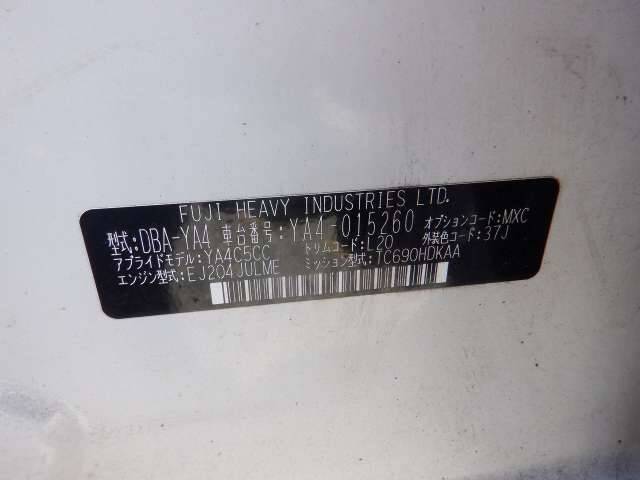 FUJI HEAVY INDUSTRIES LTD.
型式:DBA-YA4 車台番号:YA4-015260 オプションコード:MXC
アプライドモデル:YA4C5CC トリムコード:L20 外装色コード:37J
エンジン型式:EJ204JULME ミッション型式:TC690HDKAA